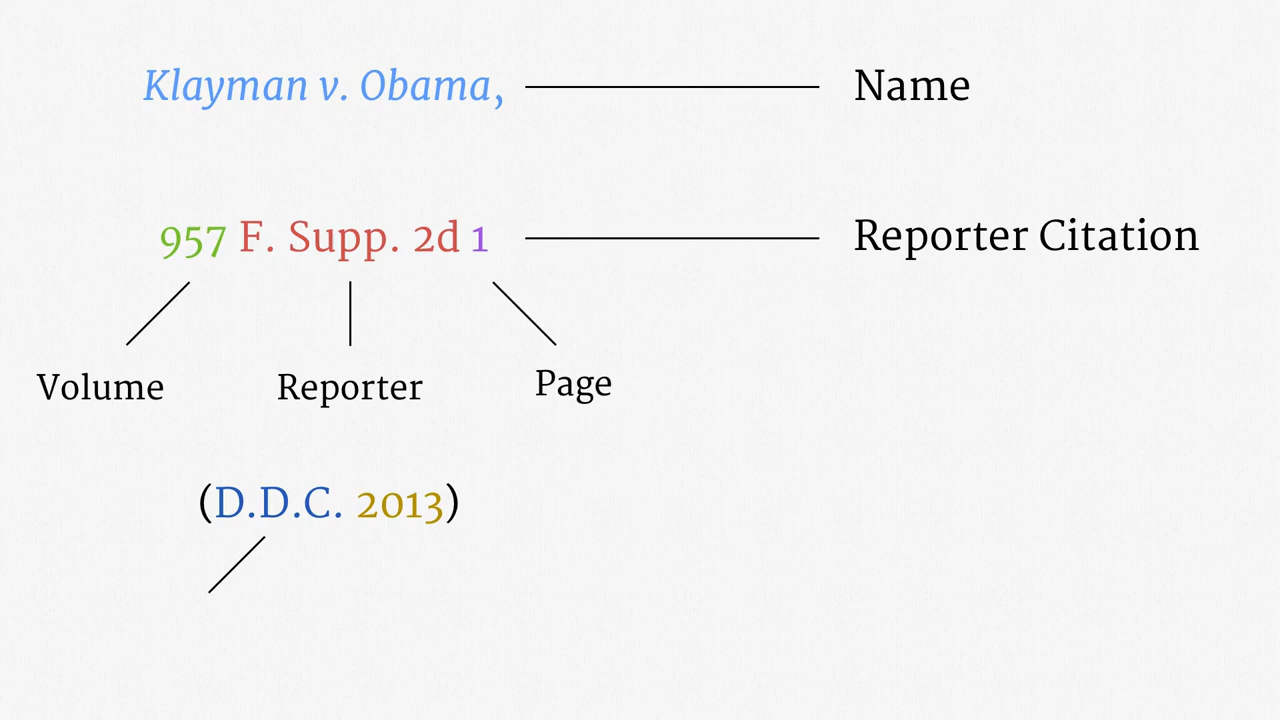 Klayman v. Obama, Name
957 F. Supp. 2d 1 Reporter Citation
Volume Reporter Page
(D.D.C. 2013)